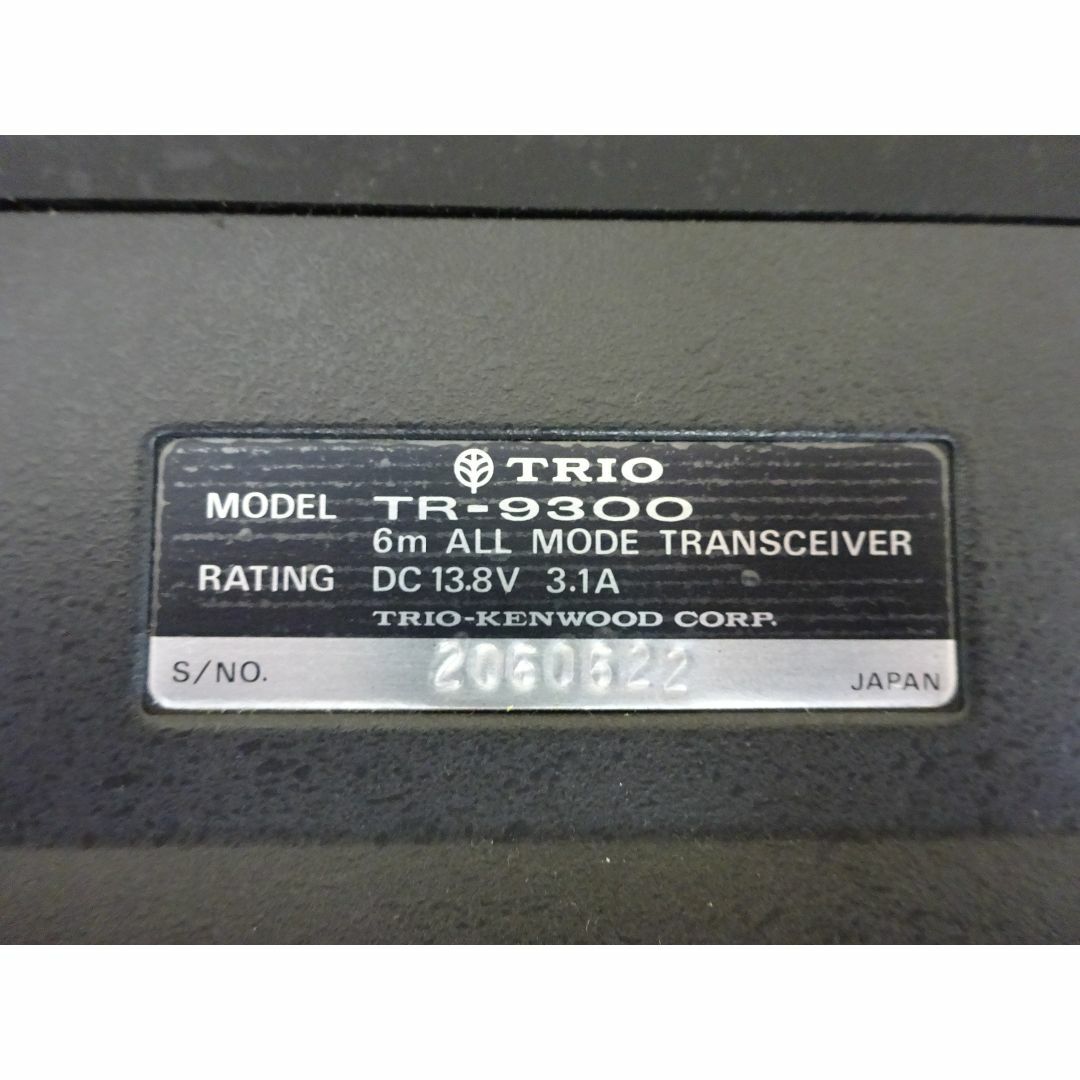 TRIO
MODEL TR-9300
6m ALL MODE TRANSCEIVER
RATING DC 13.8V 3.1A
TRIO-KENWOOD CORP.
S/NO. 2060622 JAPAN